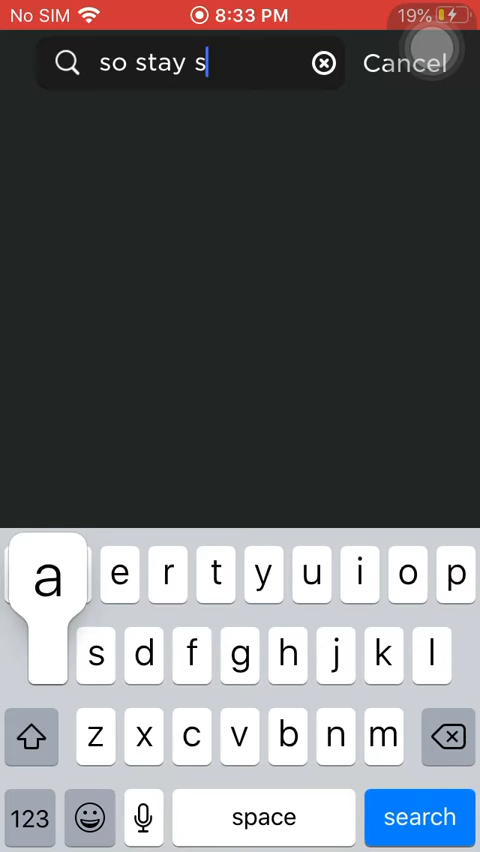 No SIM 8:33 PM 19%
so stay s Cancel
a e r t y u i o p
s d f g h j k l
z x c v b n m
123 space search